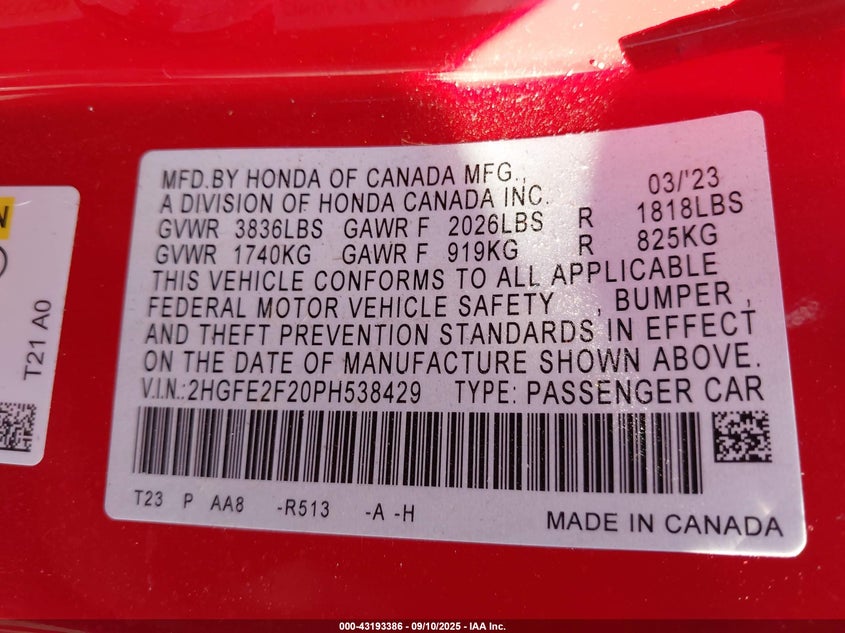 MFD.BY HONDA OF CANADA MFG., 03/'23
A DIVISION OF HONDA CANADA INC.
GVWR 3836LBS GAWR F 2026LBS R 1818LBS
GVWR 1740KG GAWR F 919KG R 825KG
THIS VEHICLE CONFORMS TO ALL APPLICABLE
FEDERAL MOTOR VEHICLE SAFETY , BUMPER ,
AND THEFT PREVENTION STANDARDS IN EFFECT
ON THE DATE OF MANUFACTURE SHOWN ABOVE.
V.I.N.:2HGFE2F20PH538429 TYPE: PASSENGER CAR
T23 P AA8 -R513 -A -H
MADE IN CANADA
T21 A0
000-43193386 - 09/10/2025 - IAA Inc.